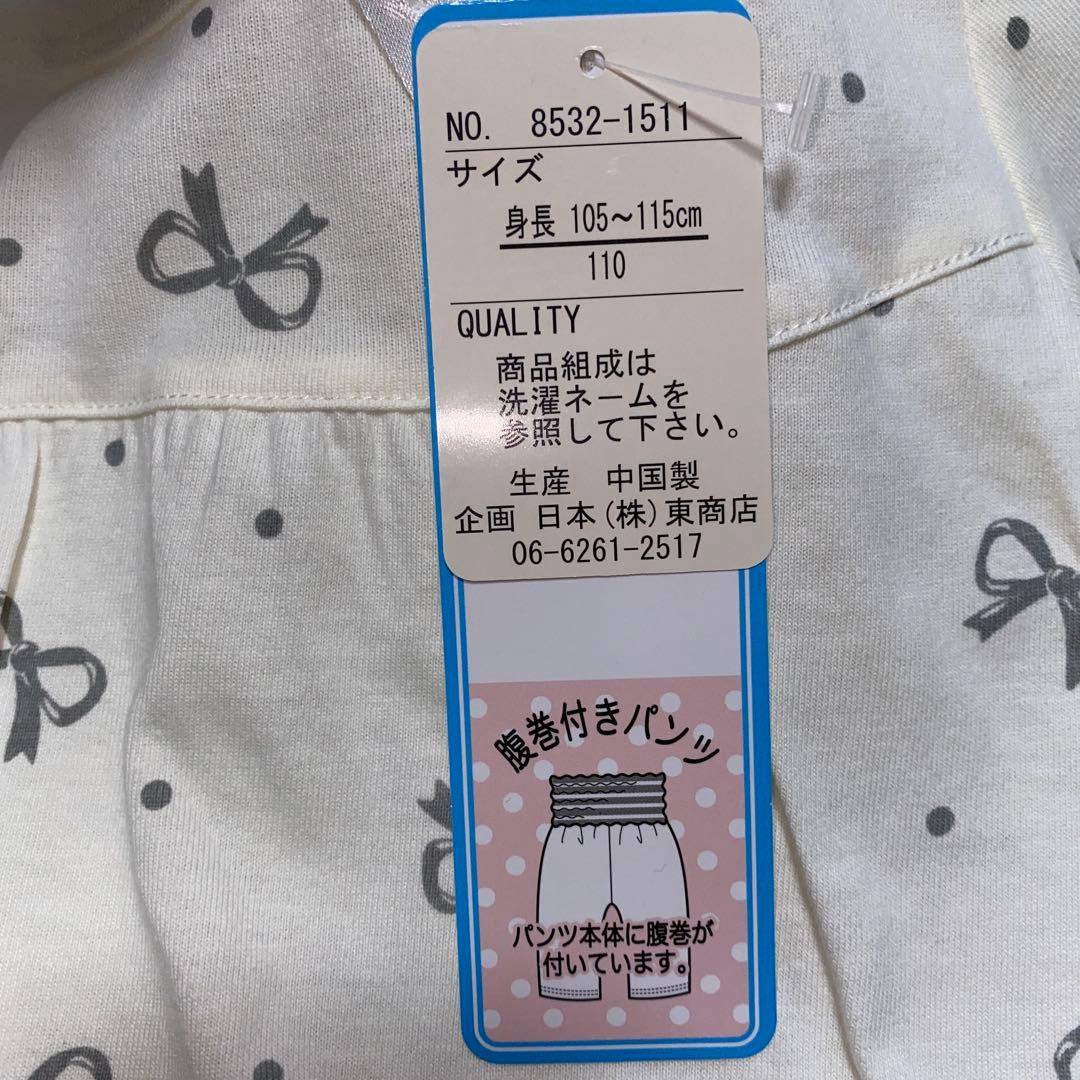 NO. 8532-1511
サイズ
身長 105～115cm
110
QUALITY
商品組成は
洗濯ネームを
参照して下さい。
生産 中国製
企画 日本(株)東商店
06-6261-2517
腹巻付きパンツ
パンツ本体に腹巻が
付いています。